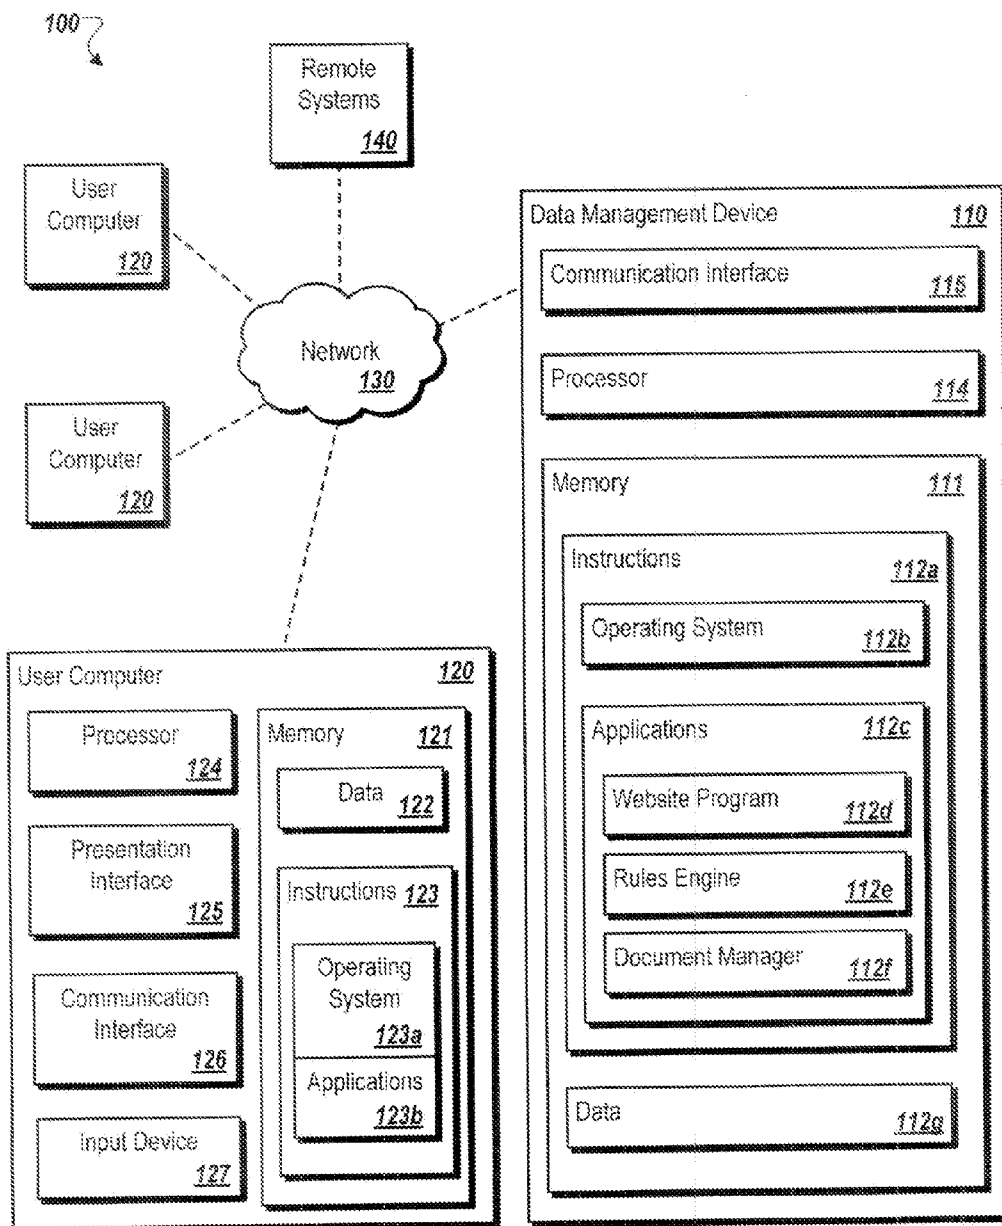 100
Remote
Systems
140
User
Computer
120
Network
130
User
Computer
120
Data Management Device 110
Communication Interface
115
Processor
114
Memory 111
Instructions
112a
Operating System
112b
Applications 112c
Website Program
112d
Rules Engine
112e
Document Manager
112f
Data
112g
User Computer 120
Processor
124
Presentation
Interface
125
Communication
Interface
126
Input Device
127
Memory 121
Data
122
Instructions 123
Operating
System
123a
Applications
123b